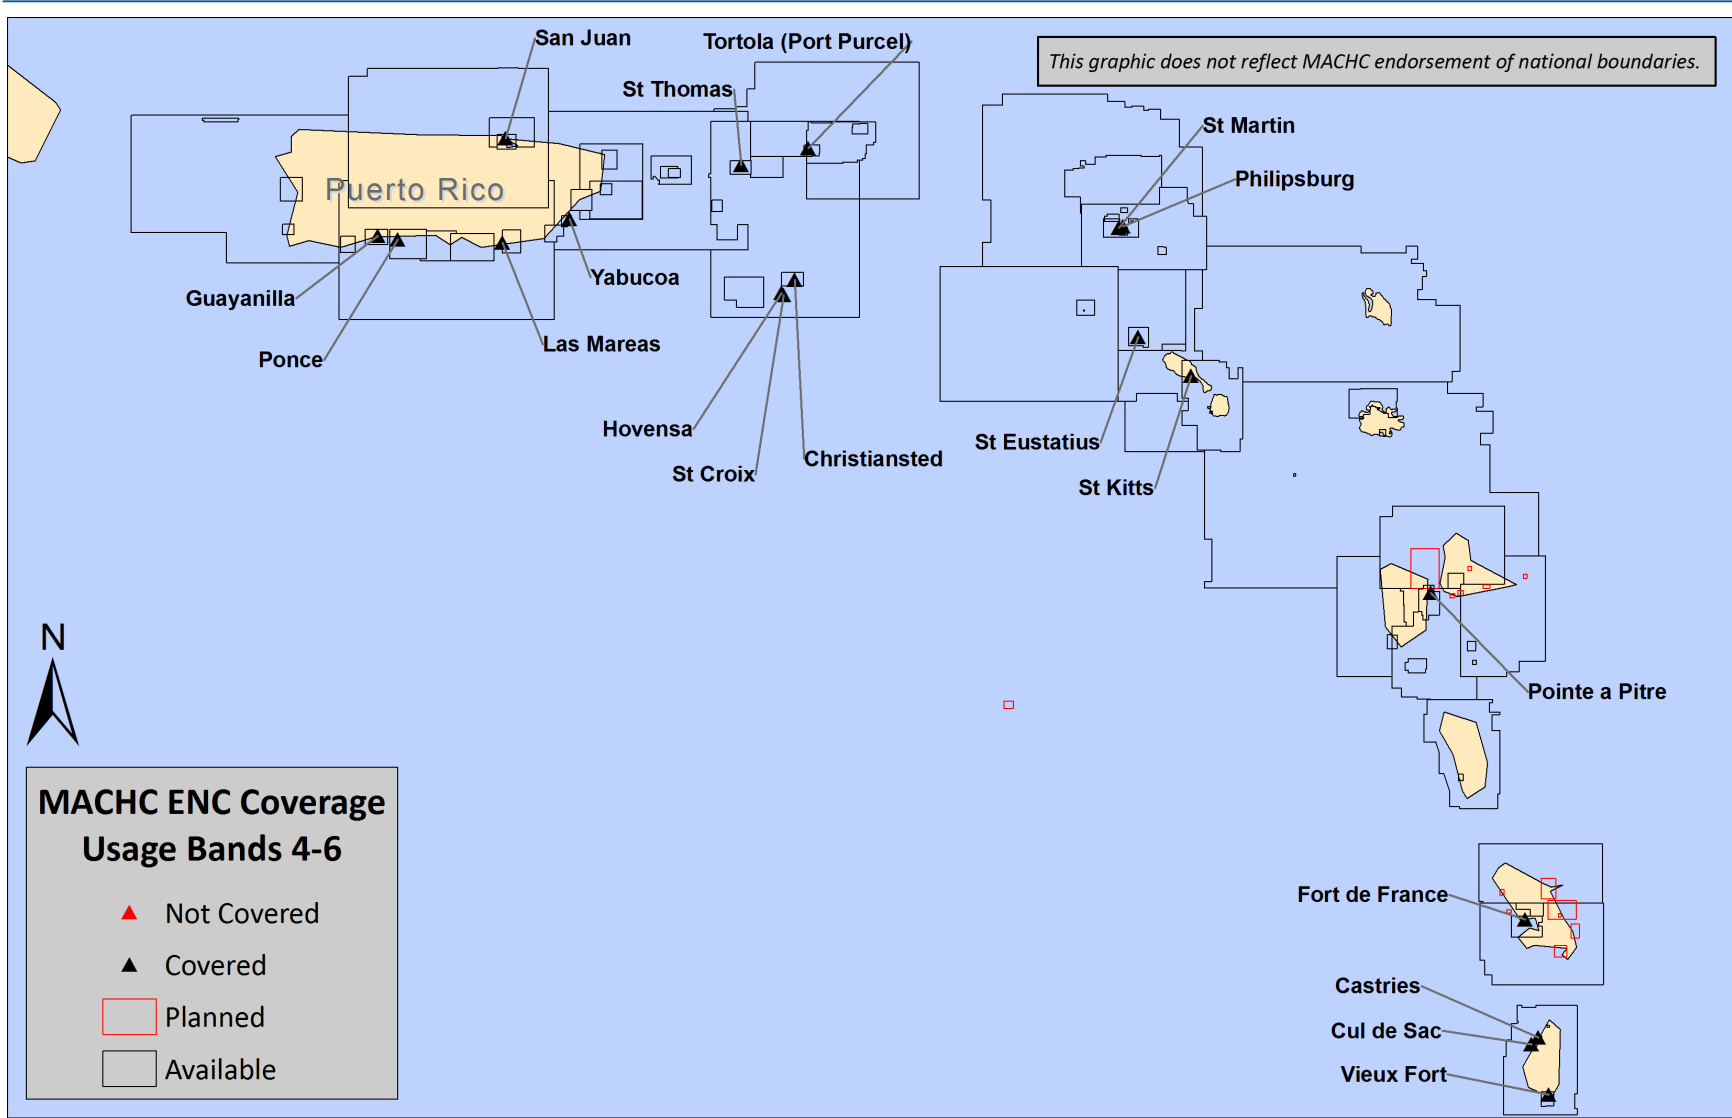 San Juan
Tortola (Port Purcel)
This graphic does not reflect MACHC endorsement of national boundaries.
St Thomas
St Martin
Philipsburg
Puerto Rico
Yabucoa
Guayanilla
Las Mareas
Ponce
Hovensa
St Croix
Christiansted
St Eustatius
St Kitts
N
Pointe a Pitre
MACHC ENC Coverage
Usage Bands 4-6
Not Covered
Covered
Planned
Available
Fort de France
Castries
Cul de Sac
Vieux Fort